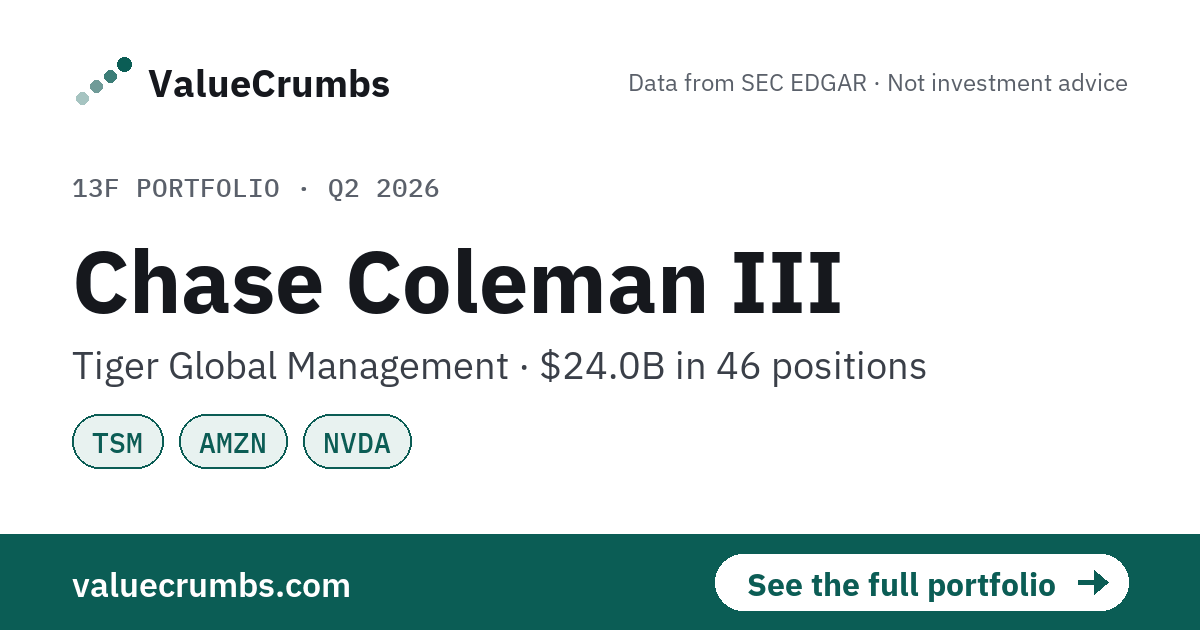 ValueCrumbs
Data from SEC EDGAR · Not investment advice
13F PORTFOLIO · Q2 2026
Chase Coleman III
Tiger Global Management · $24.0B in 46 positions
TSM AMZN NVDA
valuecrumbs.com
See the full portfolio →